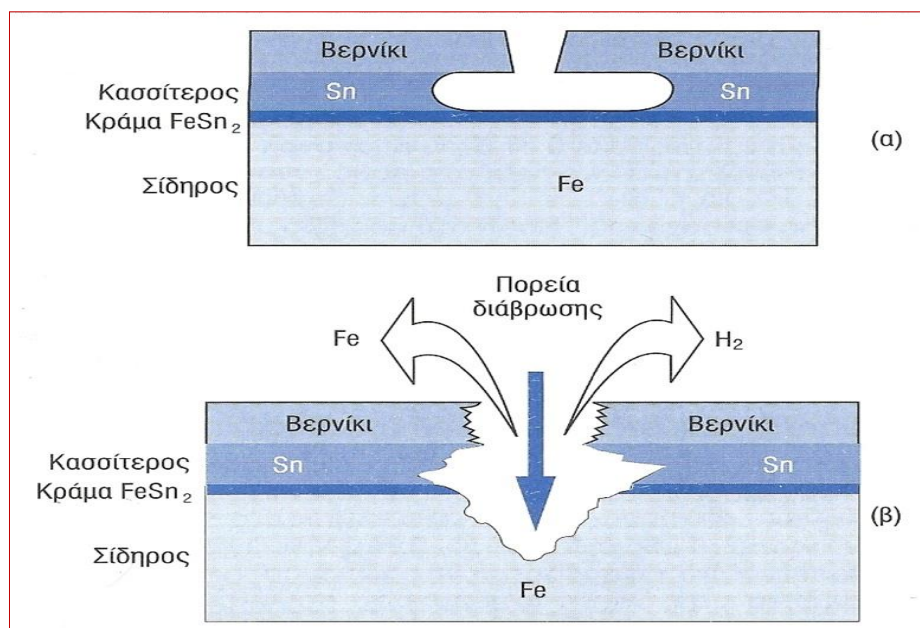 Βερνίκι Βερνίκι
Κασσίτερος Sn Sn
Κράμα FeSn₂
(α)
Σίδηρος Fe
Πορεία
διάβρωσης
Fe H₂
Βερνίκι Βερνίκι
Κασσίτερος Sn Sn
Κράμα FeSn₂
(β)
Σίδηρος
Fe